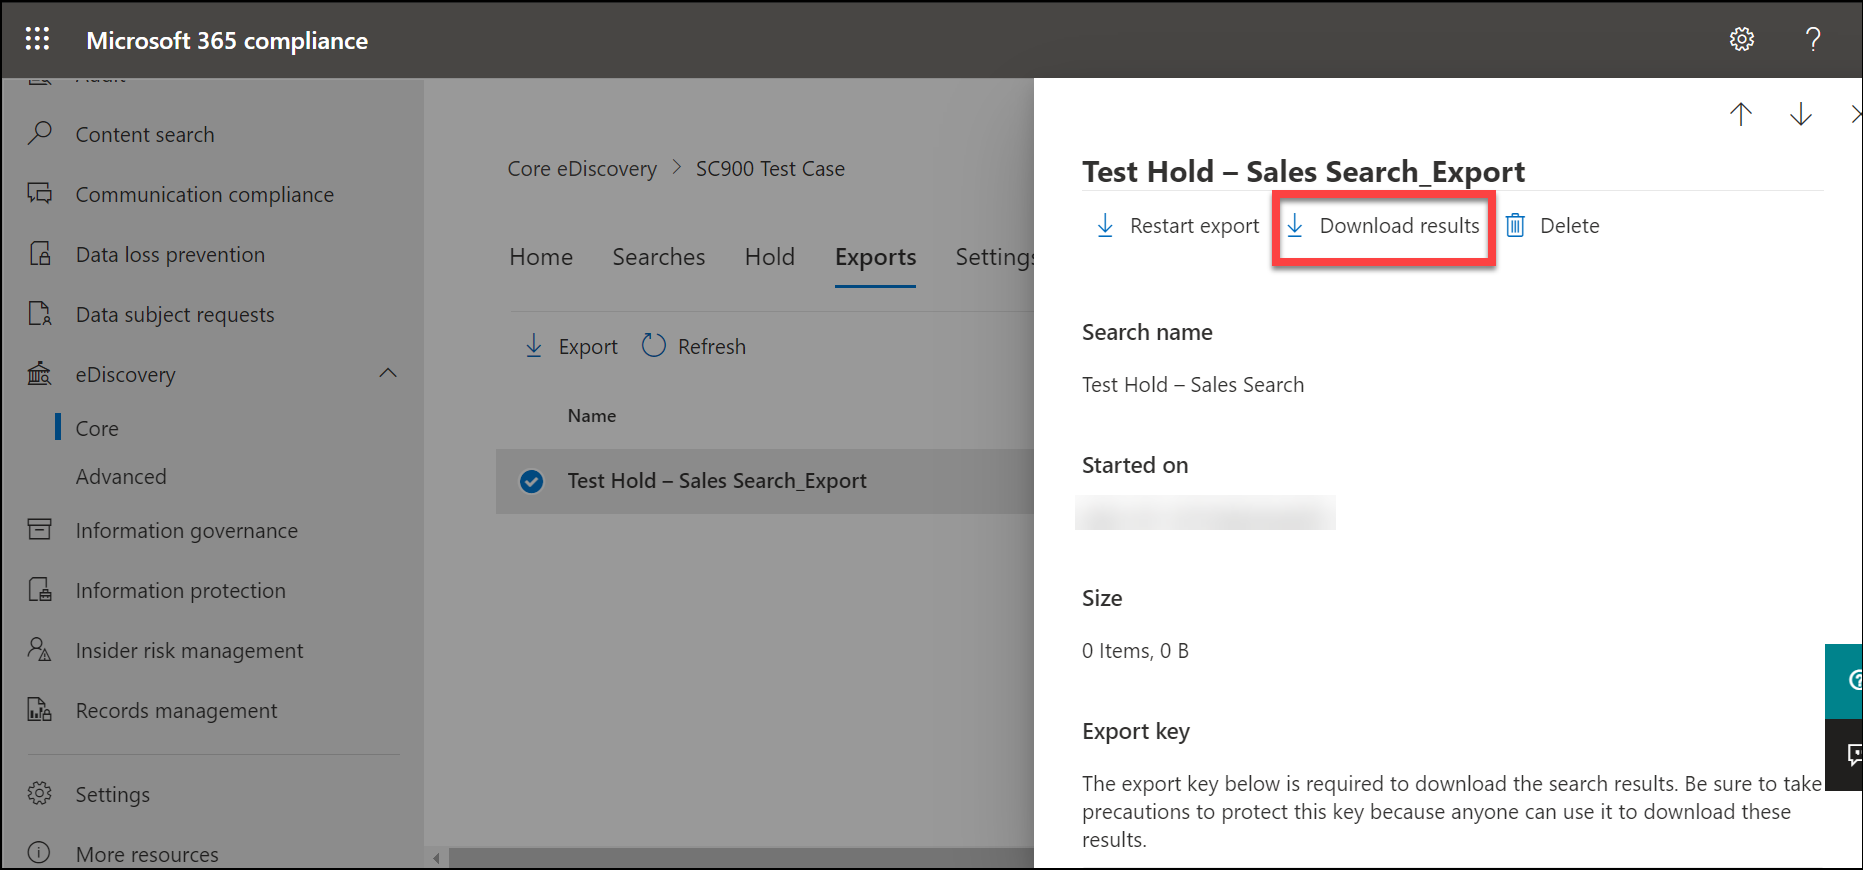 Microsoft 365 compliance
Audit
Content search
Communication compliance
Data loss prevention
Data subject requests
eDiscovery
Core
Advanced
Information governance
Information protection
Insider risk management
Records management
Settings
More resources
Core eDiscovery > SC900 Test Case
Home Searches Hold Exports Settings
Export Refresh
Name
Test Hold – Sales Search_Export
Test Hold – Sales Search_Export
Restart export Download results Delete
Search name
Test Hold – Sales Search
Started on
Size
0 Items, 0 B
Export key
The export key below is required to download the search results. Be sure to take
precautions to protect this key because anyone can use it to download these
results.